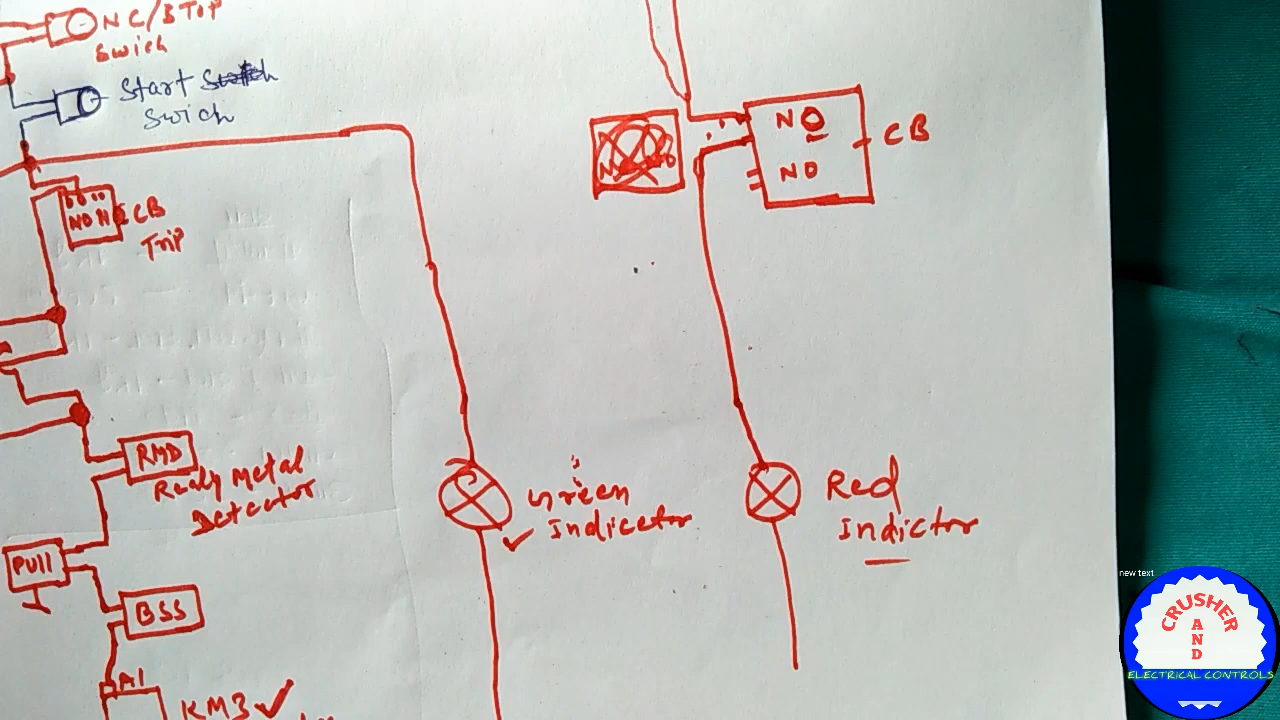 NC/STOP
Swich
Start
Swich
NO NC CB
Trip
NO
NO
CB
RMD
Ready Metal
Detector
PUll
BSS
A1
KM3
Green
Indicator
Red
Indictor
new text
CRUSHER
AND
ELECTRICAL CONTROLS